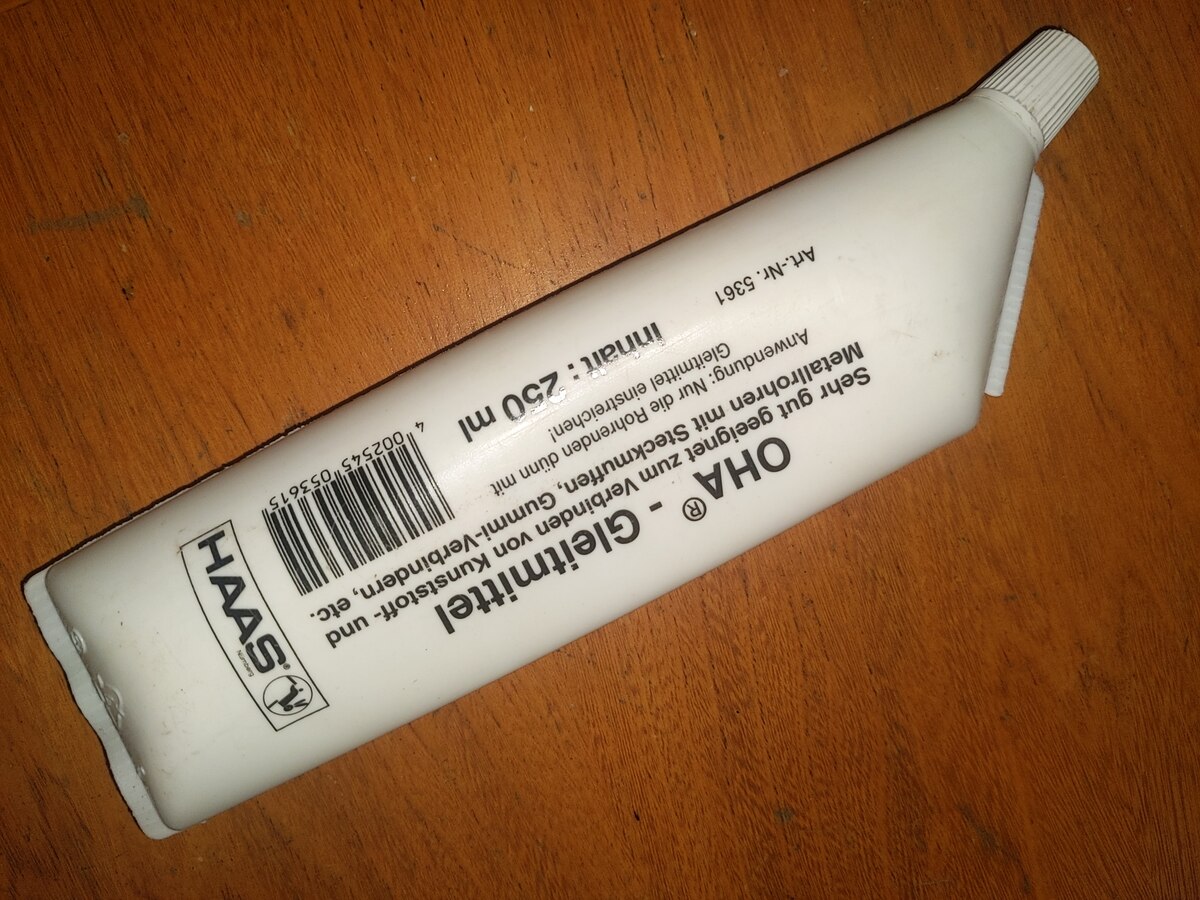 OHA® - Gleitmittel
Sehr gut geeignet zum Verbinden von Kunststoff- und
Metallrohren mit Steckmuffen, Gummi-Verbindern, etc.
Anwendung: Nur die Rohrenden dünn mit
Gleitmittel einstreichen!
Inhalt: 250 ml
Art.-Nr. 5361
4 002545 053615
HAAS®
Nürnberg